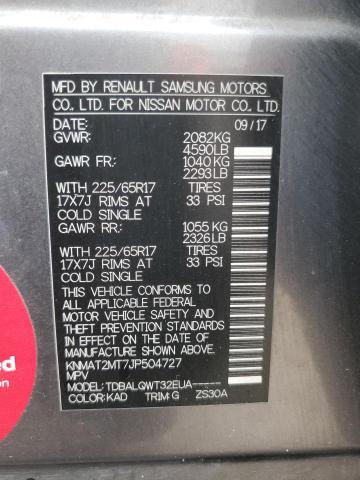 MFD BY RENAULT SAMSUNG MOTORS
CO., LTD. FOR NISSAN MOTOR CO., LTD.
DATE: 09/17
GVWR: 2082KG
4590LB
GAWR FR: 1040KG
2293LB
WITH 225/65R17 TIRES
17X7J RIMS AT 33 PSI
COLD SINGLE
GAWR RR: 1055 KG
2326LB
WITH 225/65R17 TIRES
17X7J RIMS AT 33 PSI
COLD SINGLE
THIS VEHICLE CONFORMS TO
ALL APPLICABLE FEDERAL
MOTOR VEHICLE SAFETY AND
THEFT PREVENTION STANDARDS
IN EFFECT ON THE DATE OF
MANUFACTURE SHOWN ABOVE.
KNMAT2MT7JP504727
MPV
MODEL:TDBALQWT32EUA-----
COLOR:KAD TRIM:G ZS30A